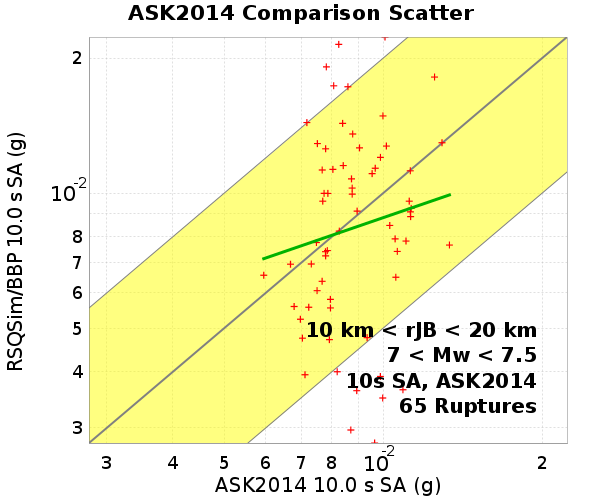 ASK2014 Comparison Scatter
RSQSim/BBP 10.0 s SA (g)
2
10-2
8
7
6
5
4
3
10 km < rJB < 20 km
7 < Mw < 7.5
10s SA, ASK2014
65 Ruptures
3 4 5 6 7 8 10-2 2
ASK2014 10.0 s SA (g)